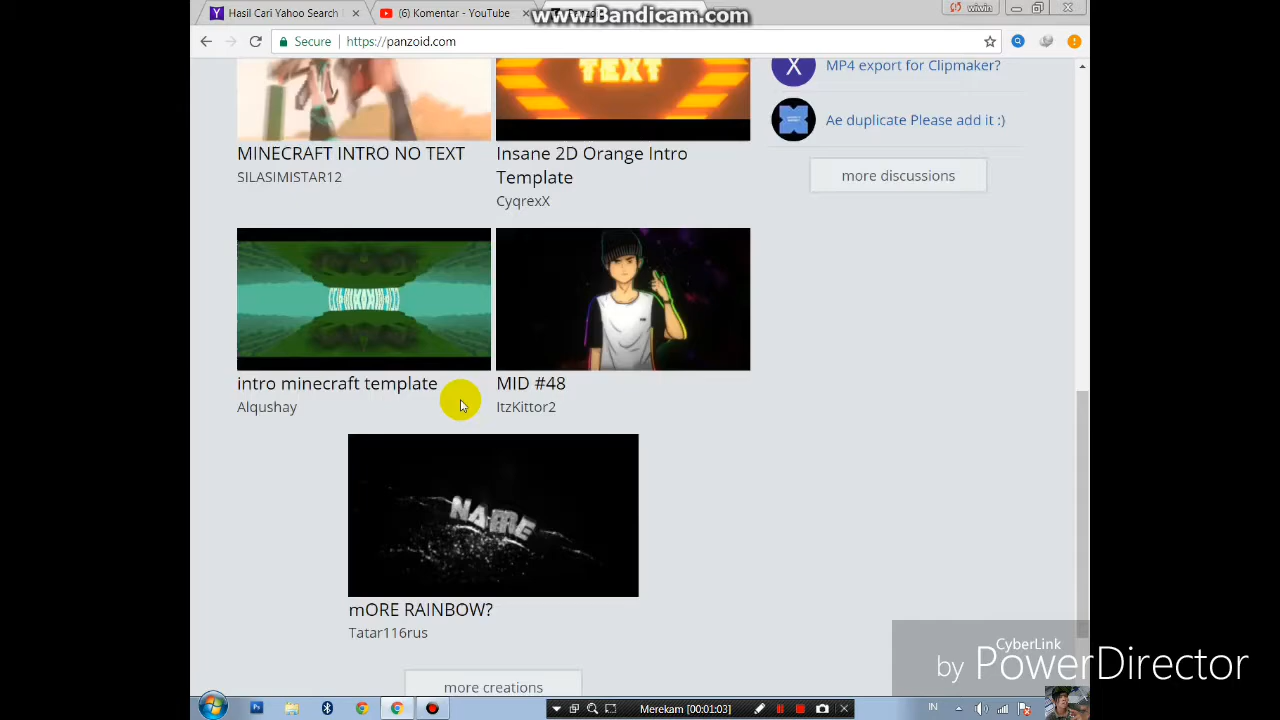 Hasil Cari Yahoo Search
(6) Komentar - YouTube
www.Bandicam.com
wiwin
Secure
https://panzoid.com
TEXT
X
MP4 export for Clipmaker?
Ae duplicate Please add it :)
more discussions
MINECRAFT INTRO NO TEXT
SILASIMISTAR12
Insane 2D Orange Intro
Template
CyqrexX
intro minecraft template
Alqushay
MID #48
ItzKittor2
NAME
mORE RAINBOW?
Tatar116rus
more creations
CyberLink
by PowerDirector
Merekam [00:01:03]
IN